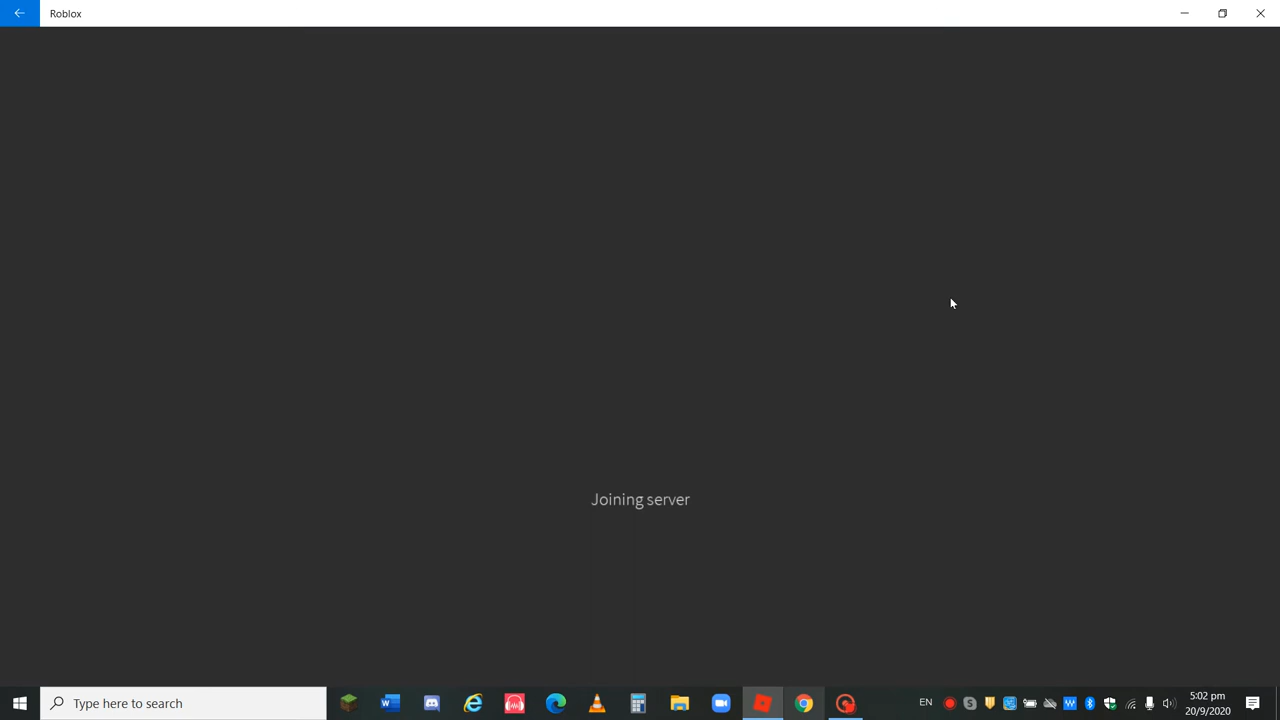 Roblox
Joining server
Type here to search
EN
5:02 pm
20/9/2020